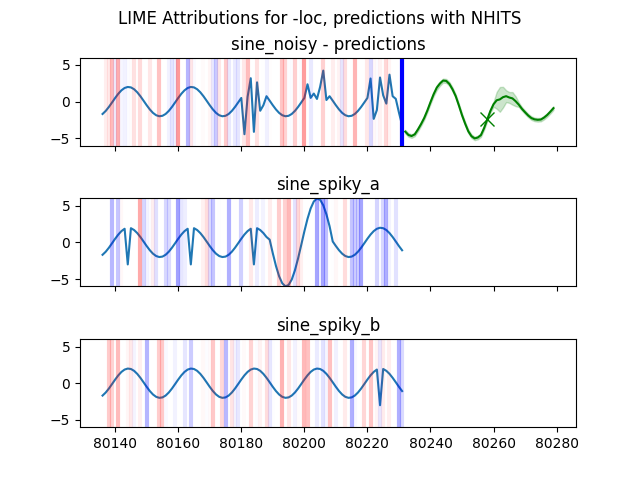 LIME Attributions for -loc, predictions with NHITS
sine_noisy - predictions
5
0
−5
sine_spiky_a
5
0
−5
sine_spiky_b
5
0
−5
80140 80160 80180 80200 80220 80240 80260 80280